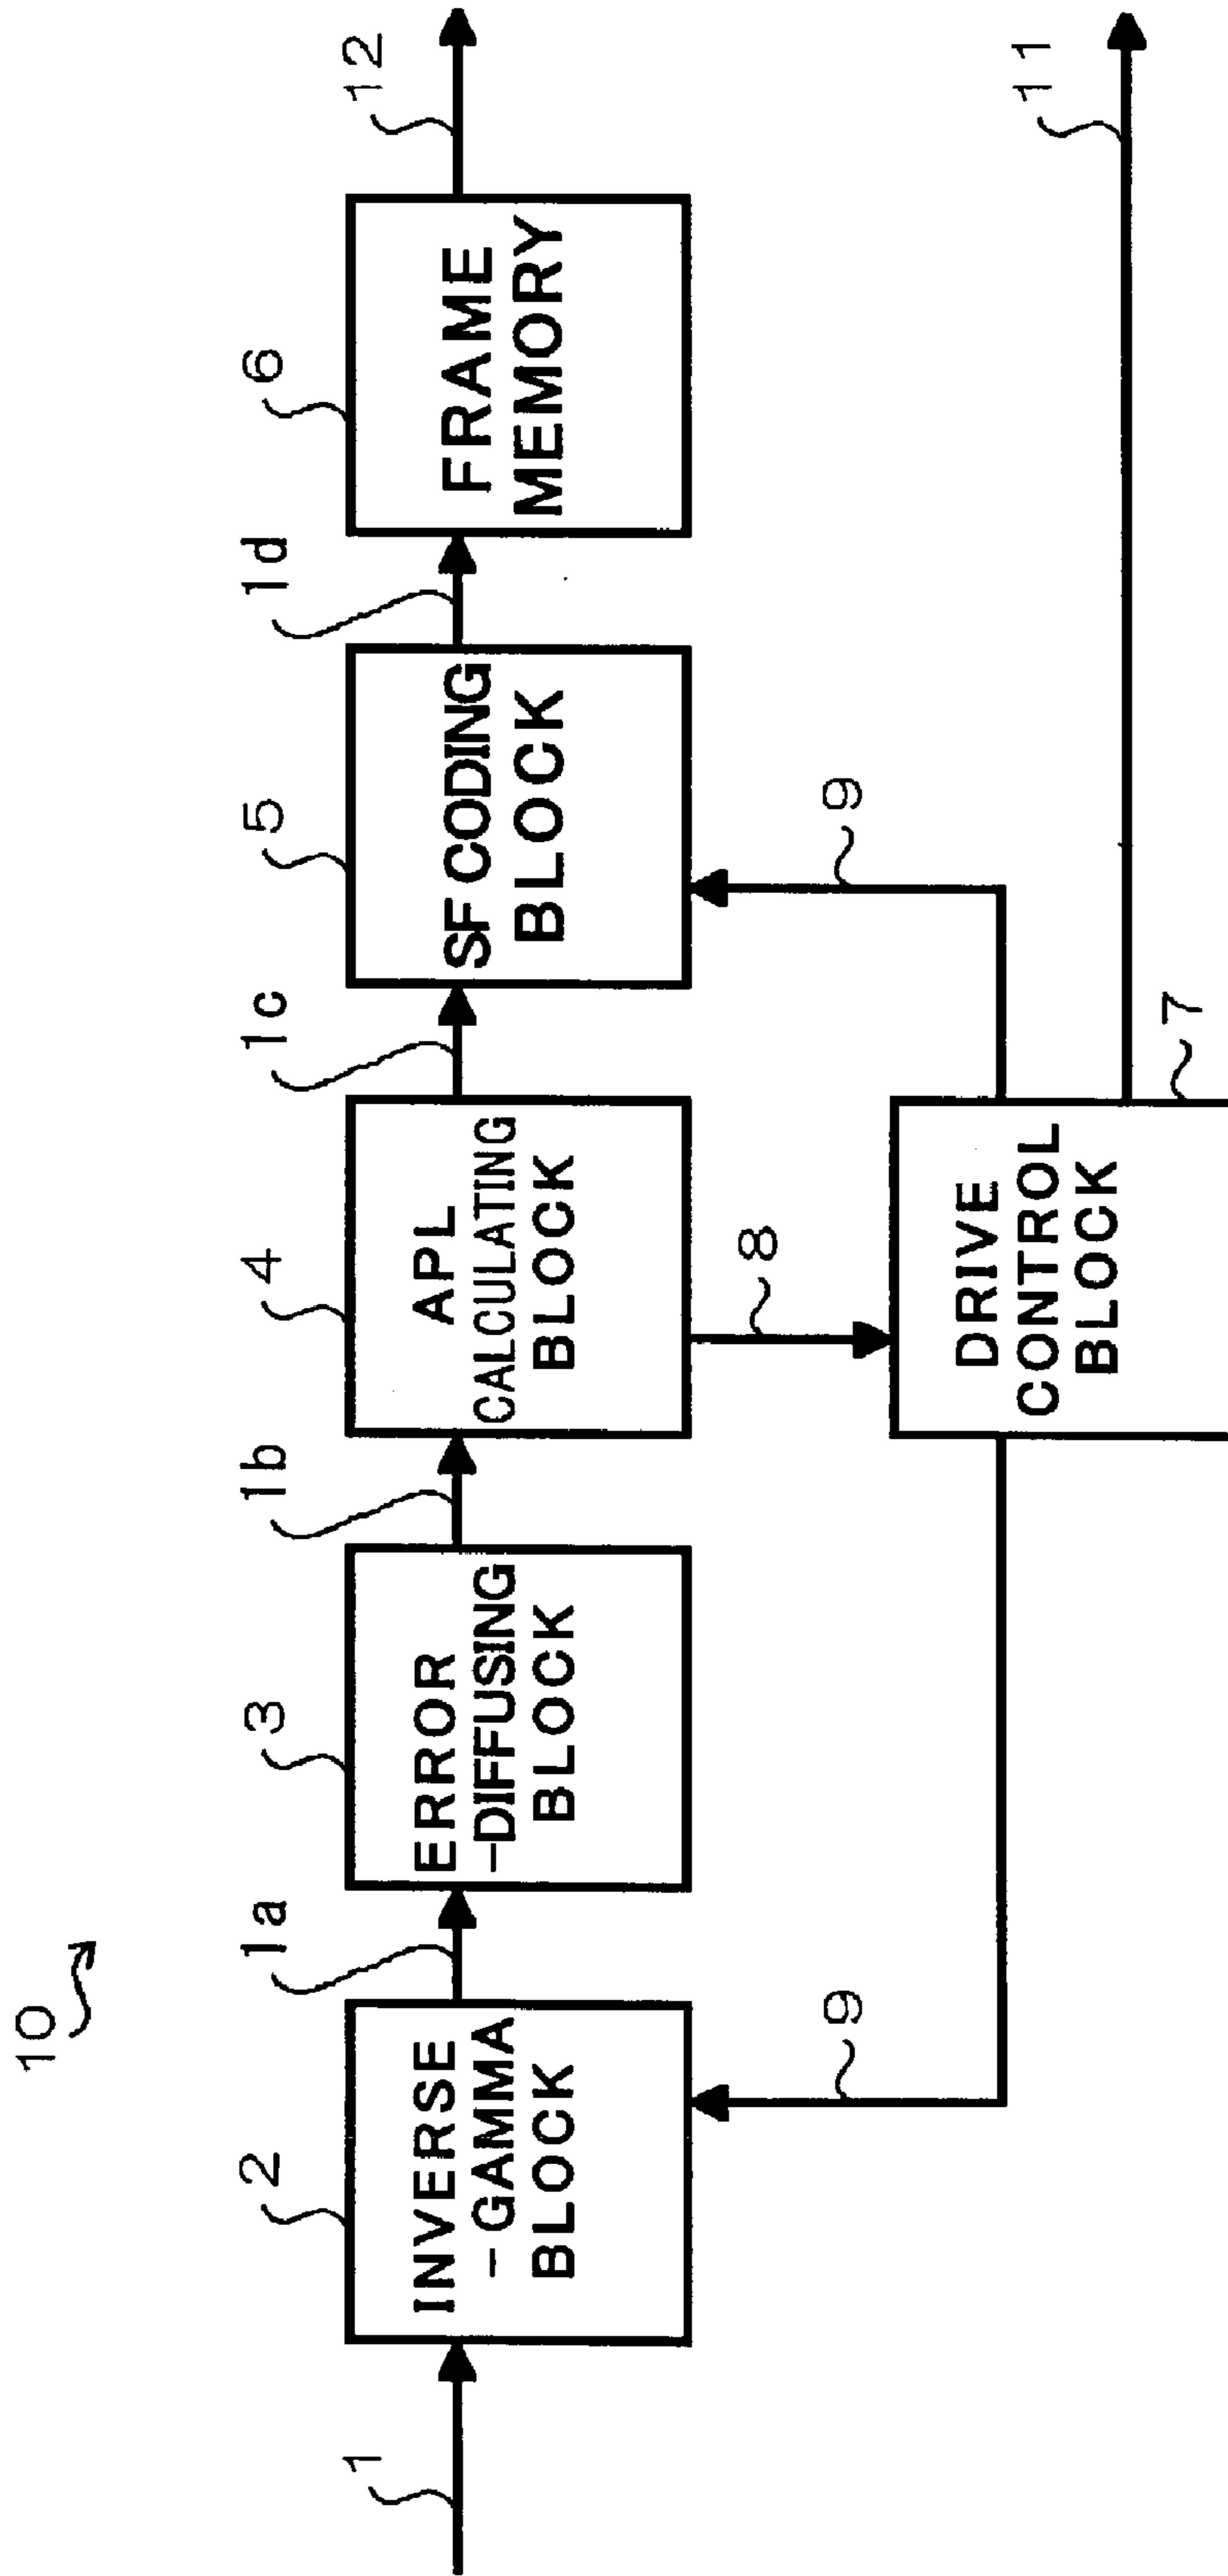 10
1
2
INVERSE
-GAMMA
BLOCK
1a
3
ERROR
-DIFFUSING
BLOCK
1b
4
APL
CALCULATING
BLOCK
1c
5
SF CODING
BLOCK
1d
6
FRAME
MEMORY
12
9
8
9
DRIVE
CONTROL
BLOCK
7
11